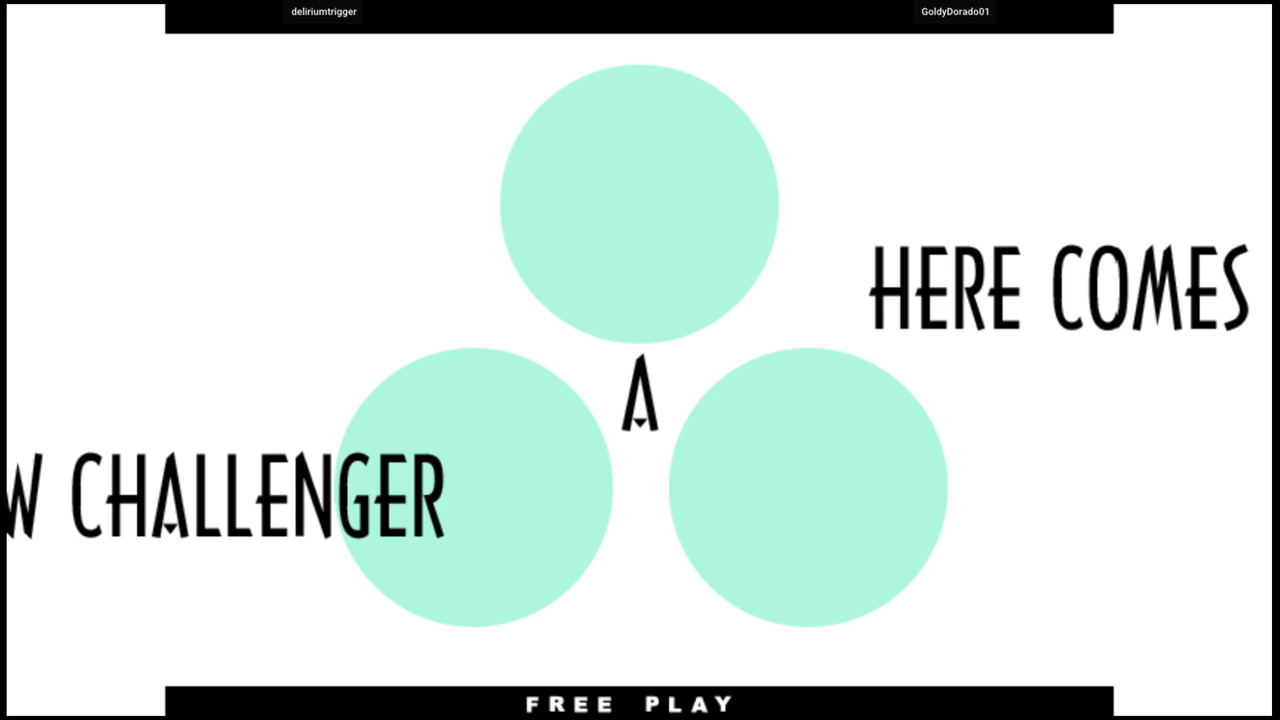 deliriumtrigger
GoldyDorado01
HERE COMES
A
W CHALLENGER
FREE PLAY